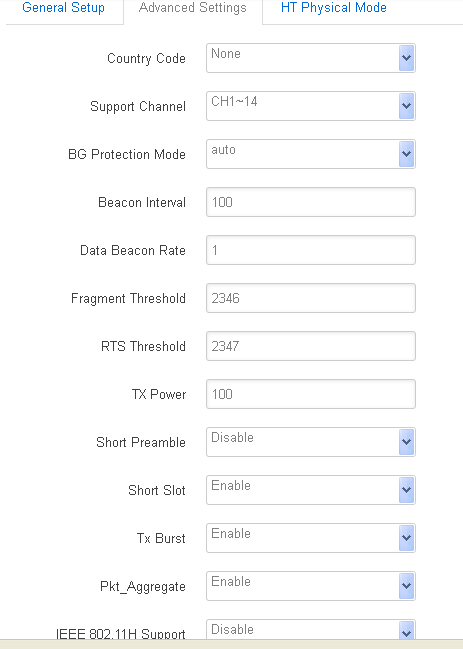 General Setup Advanced Settings HT Physical Mode
Country Code None
Support Channel CH1~14
BG Protection Mode auto
Beacon Interval 100
Data Beacon Rate 1
Fragment Threshold 2346
RTS Threshold 2347
TX Power 100
Short Preamble Disable
Short Slot Enable
Tx Burst Enable
Pkt_Aggregate Enable
IEEE 802.11H Support Disable